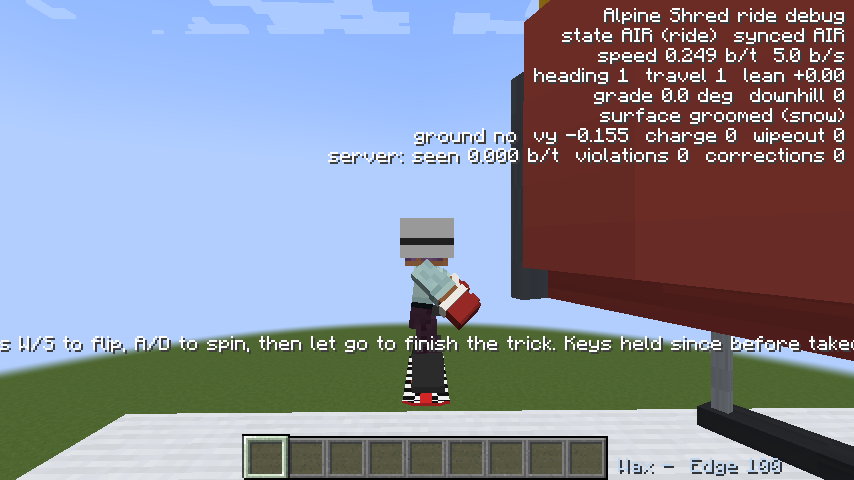 Alpine Shred ride debug
state AIR (ride) synced AIR
speed 0.249 b/t 5.0 b/s
heading 1 travel 1 lean +0.00
grade 0.0 deg downhill 0
surface groomed (snow)
ground no vy -0.155 charge 0 wipeout 0
server: seen 0.000 b/t violations 0 corrections 0
s W/S to flip, A/D to spin, then let go to finish the trick. Keys held since before takeo
Wax - Edge 100